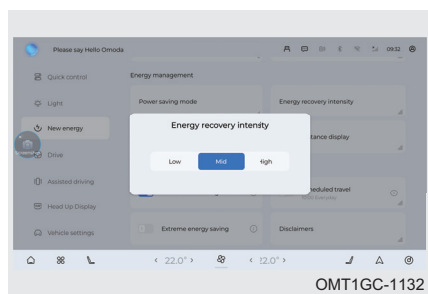 Please say Hello Omoda
09:32
Quick control
Energy management
Light
Power saving mode
Energy recovery intensity
New energy
Energy recovery intensity
tance display
Drive
Low
Mid
High
Assisted driving
heduled travel
Head Up Display
Extreme energy saving
Disclaimers
Vehicle settings
22.0°
22.0°
OMT1GC-1132